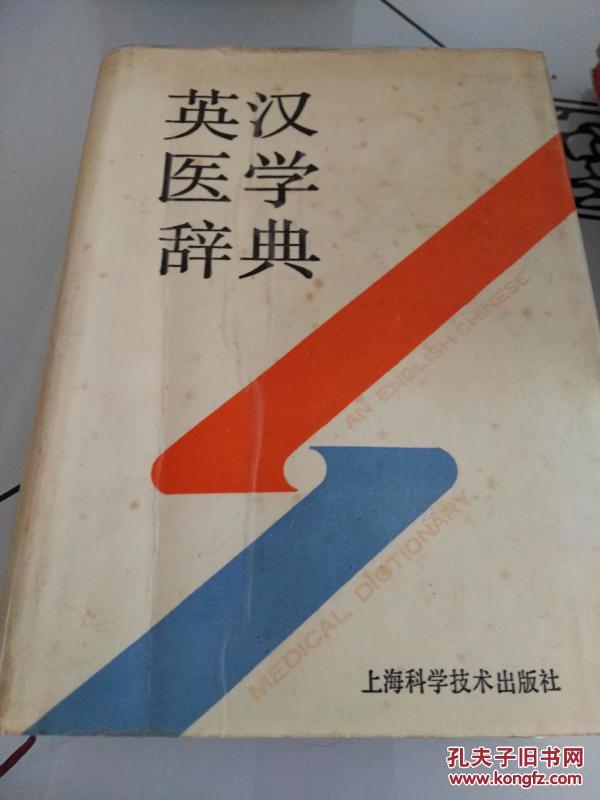 英汉
医学
辞典
AN ENGLISH-CHINESE
MEDICAL DICTIONARY
上海科学技术出版社
孔夫子旧书网
www.kongfz.com